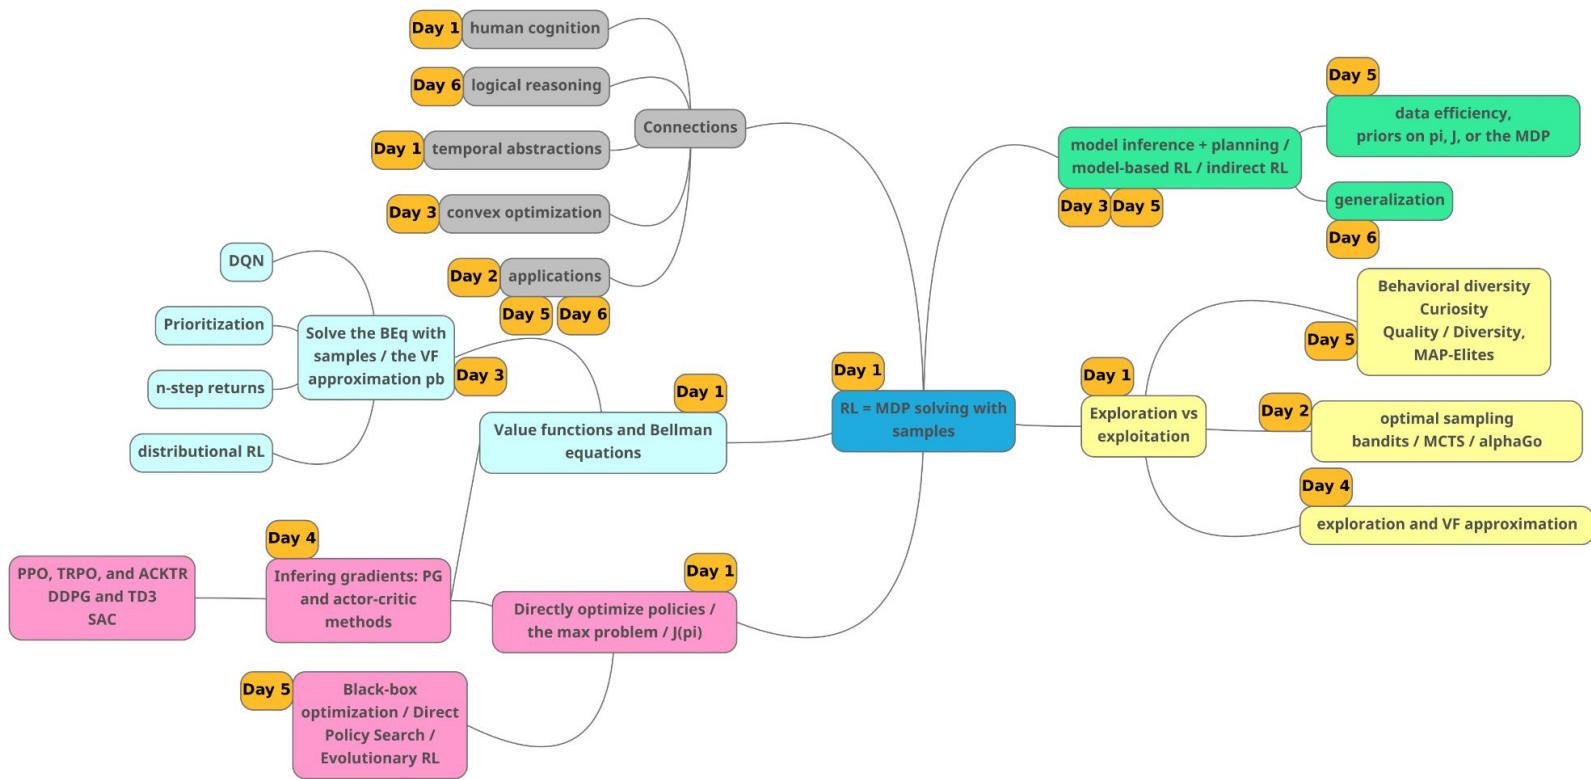 Day 1
human cognition
Day 6
logical reasoning
Day 1
temporal abstractions
Day 3
convex optimization
Day 2
applications
Day 5
Day 6
Connections
DQN
Prioritization
n-step returns
distributional RL
Solve the BEq with
samples / the VF
approximation pb
Day 3
Day 1
Value functions and Bellman
equations
Day 1
RL = MDP solving with
samples
Day 4
Infering gradients: PG
and actor-critic
methods
PPO, TRPO, and ACKTR
DDPG and TD3
SAC
Day 1
Directly optimize policies /
the max problem / J(pi)
Day 5
Black-box
optimization / Direct
Policy Search /
Evolutionary RL
model inference + planning /
model-based RL / indirect RL
Day 3
Day 5
Day 5
data efficiency,
priors on pi, J, or the MDP
generalization
Day 6
Day 1
Exploration vs
exploitation
Behavioral diversity
Curiosity
Quality / Diversity,
MAP-Elites
Day 5
Day 2
optimal sampling
bandits / MCTS / alphaGo
Day 4
exploration and VF approximation